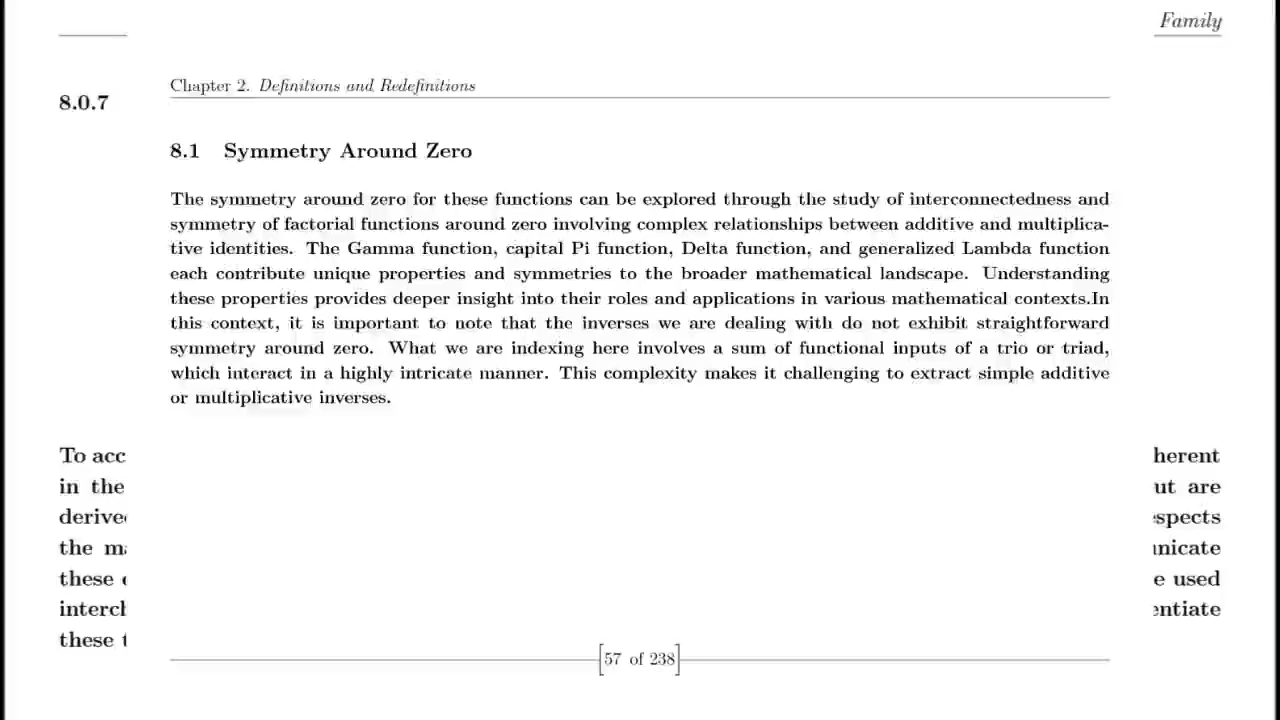 Family
Chapter 2. Definitions and Redefinitions
8.0.7
8.1 Symmetry Around Zero
The symmetry around zero for these functions can be explored through the study of interconnectedness and
symmetry of factorial functions around zero involving complex relationships between additive and multiplica-
tive identities. The Gamma function, capital Pi function, Delta function, and generalized Lambda function
each contribute unique properties and symmetries to the broader mathematical landscape. Understanding
these properties provides deeper insight into their roles and applications in various mathematical contexts.In
this context, it is important to note that the inverses we are dealing with do not exhibit straightforward
symmetry around zero. What we are indexing here involves a sum of functional inputs of a trio or triad,
which interact in a highly intricate manner. This complexity makes it challenging to extract simple additive
or multiplicative inverses.
To acc herent
in the ut are
derive spects
the ma nicate
these e used
interch entiate
these t
[57 of 238]